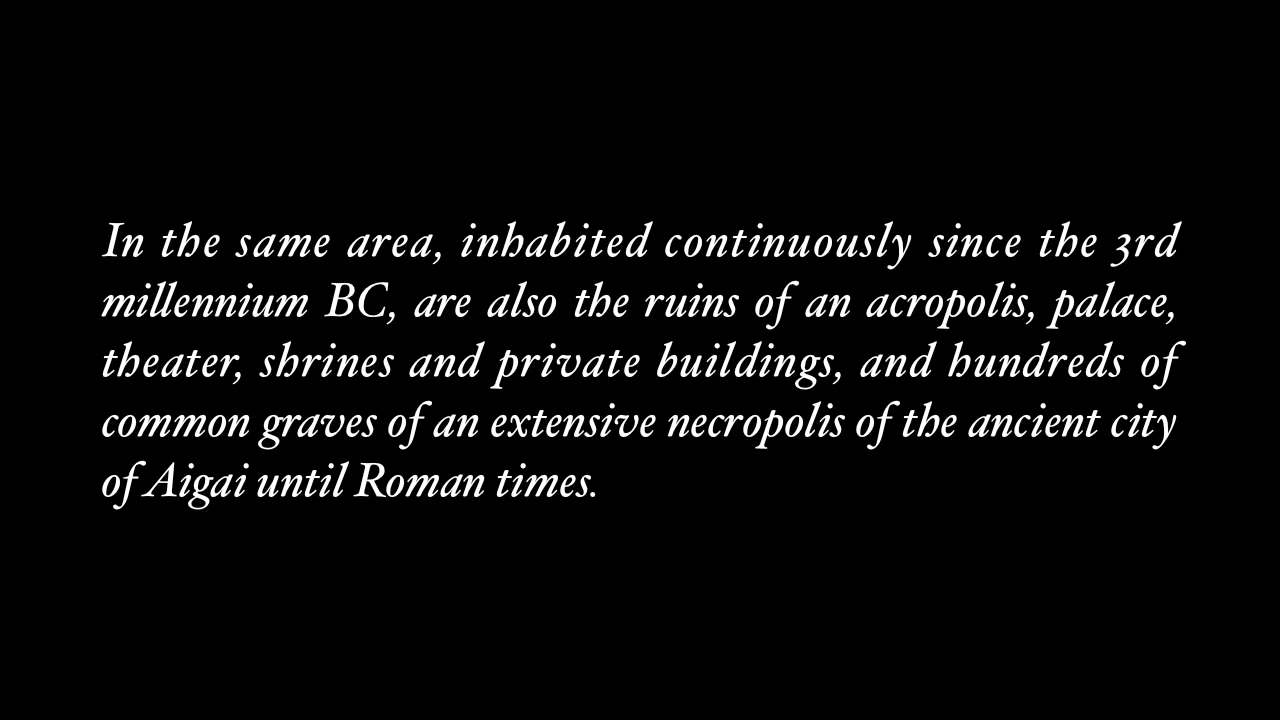 In the same area, inhabited continuously since the 3rd
millennium BC, are also the ruins of an acropolis, palace,
theater, shrines and private buildings, and hundreds of
common graves of an extensive necropolis of the ancient city
of Aigai until Roman times.